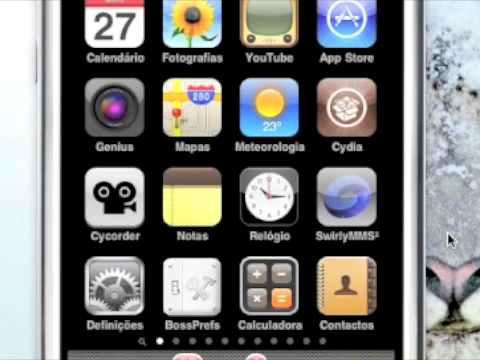 27
Calendário Fotografias YouTube App Store
280
23°
Genius Mapas Meteorologia Cydia
Cycorder Notas Relógio SwirlyMMS²
Definições BossPrefs Calculadora Contactos